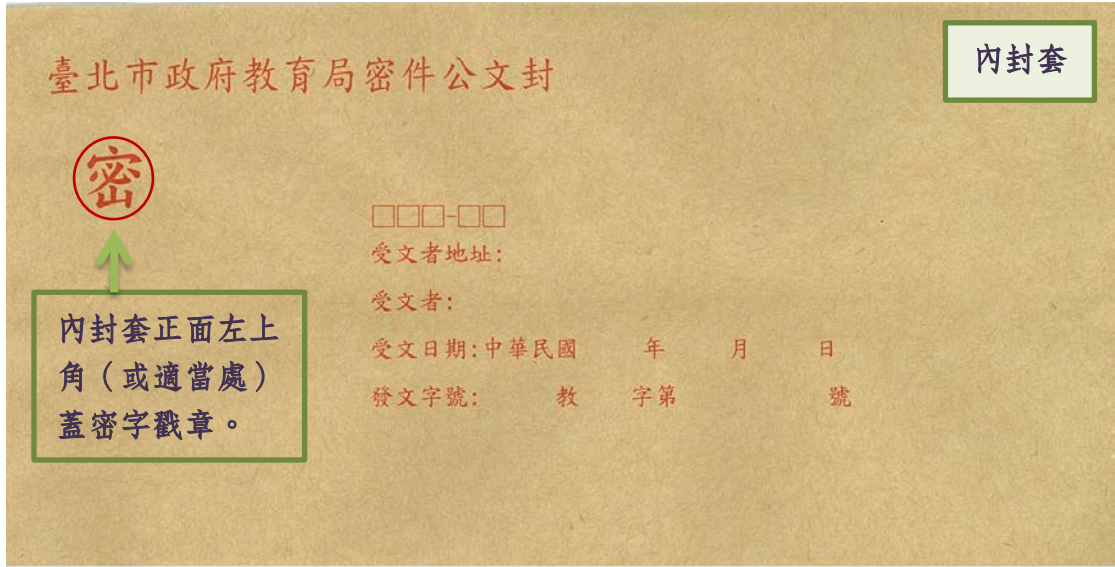 臺北市政府教育局密件公文封
內封套
密
□□□-□□
受文者地址:
受文者:
受文日期:中華民國　年　月　日
發文字號:　教　字第　號
內封套正面左上
角（或適當處）
蓋密字戳章。